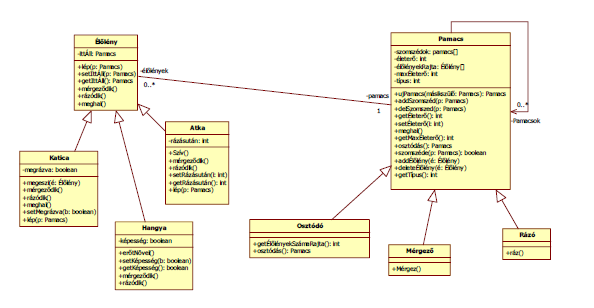 Élőlény
-ittÁll: Pamacs
+lép(p: Pamacs)
+setIttÁll(p: Pamacs)
+getIttÁll(): Pamacs
+mérgeződik()
+rázódik()
+meghal()
-élőlények
0..*
Pamacs
-szomszédok: pamacs[]
-életerő: int
-élőlényekRajta: Élőlény[]
-maxÉleterő: int
-típus: int
+ujPamacs(másikszülő: Pamacs): Pamacs
+addSzomszéd(p: Pamacs)
+delSzomszed(p: Pamacs)
+getÉleterő(): int
+setÉleterő(i: int)
+meghal()
+getMaxÉleterő(): int
+osztódás(): Pamacs
+szomszéde(p: Pamacs): boolean
+addÉlőlény(é: Élőlény)
+deleteÉlőlény(é: Élőlény)
+getTípus(): int
-pamacs
1
0..*
-Pamacsok
Atka
-rázásután: int
+Szív()
+mérgeződik()
+rázódik()
+setRázásután(i: int)
+getRázásután(): int
+lép(p: Pamacs)
Katica
-megrázva: boolean
+megeszi(é: Élőlény)
+mérgeződik()
+rázódik()
+meghal()
+setMegrázva(b: boolean)
+lép(p: Pamacs)
Hangya
-képesség: boolean
+erőtNövel()
+setKépesség(b: boolean)
+getKépesség(): boolean
+mérgeződik()
+rázódik()
Osztódó
+getÉlőlényekSzámaRajta(): int
+osztódás(): Pamacs
Mérgező
+Mérgez()
Rázó
+ráz()